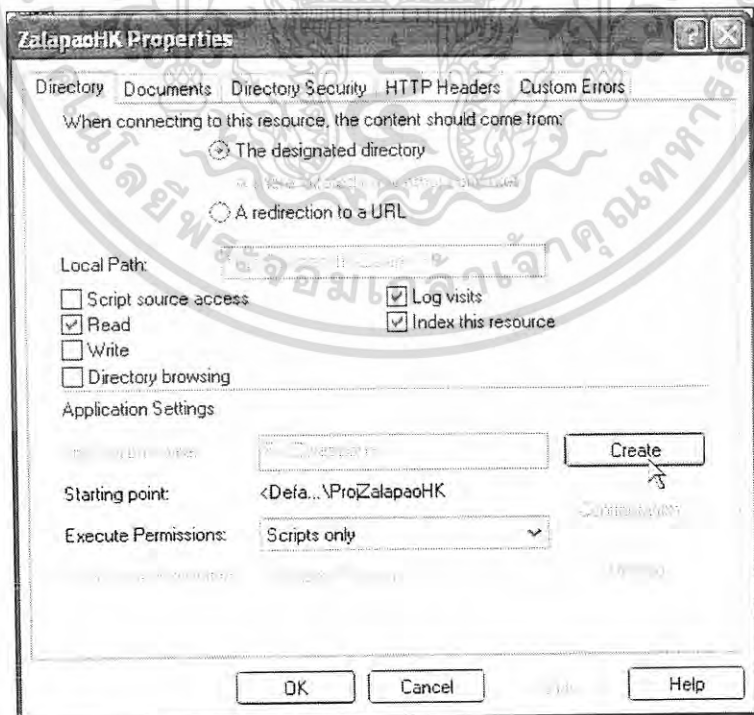 ZalapaoHK Properties
Directory Documents Directory Security HTTP Headers Custom Errors
When connecting to this resource, the content should come from:
The designated directory
A redirection to a URL
Local Path:
Script source access Log visits
Read Index this resource
Write
Directory browsing
Application Settings
Create
Starting point: <Defa...\ProjZalapaoHK
Execute Permissions: Scripts only
OK Cancel Help